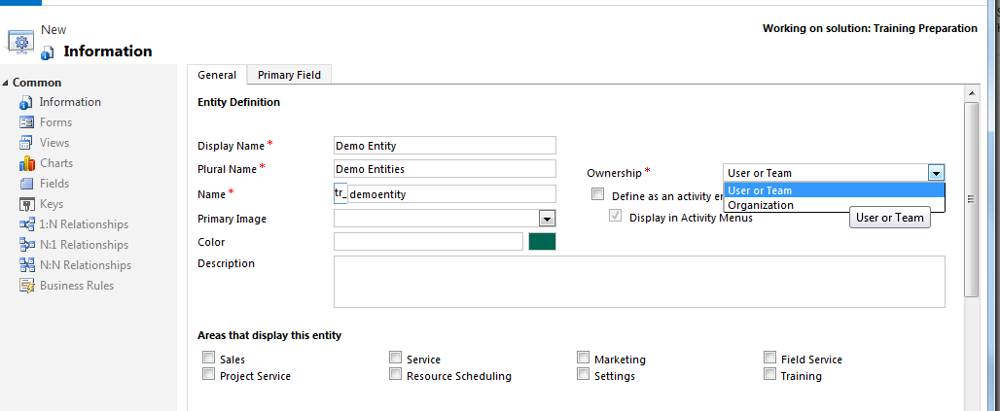 New
Information
Working on solution: Training Preparation
Common
Information
Forms
Views
Charts
Fields
Keys
1:N Relationships
N:1 Relationships
N:N Relationships
Business Rules
General
Primary Field
Entity Definition
Display Name *
Demo Entity
Plural Name *
Demo Entities
Ownership *
User or Team
User or Team
Organization
User or Team
Name *
tr_ demoentity
Define as an activity
Primary Image
Display in Activity Menus
Color
Description
Areas that display this entity
Sales
Service
Marketing
Field Service
Project Service
Resource Scheduling
Settings
Training